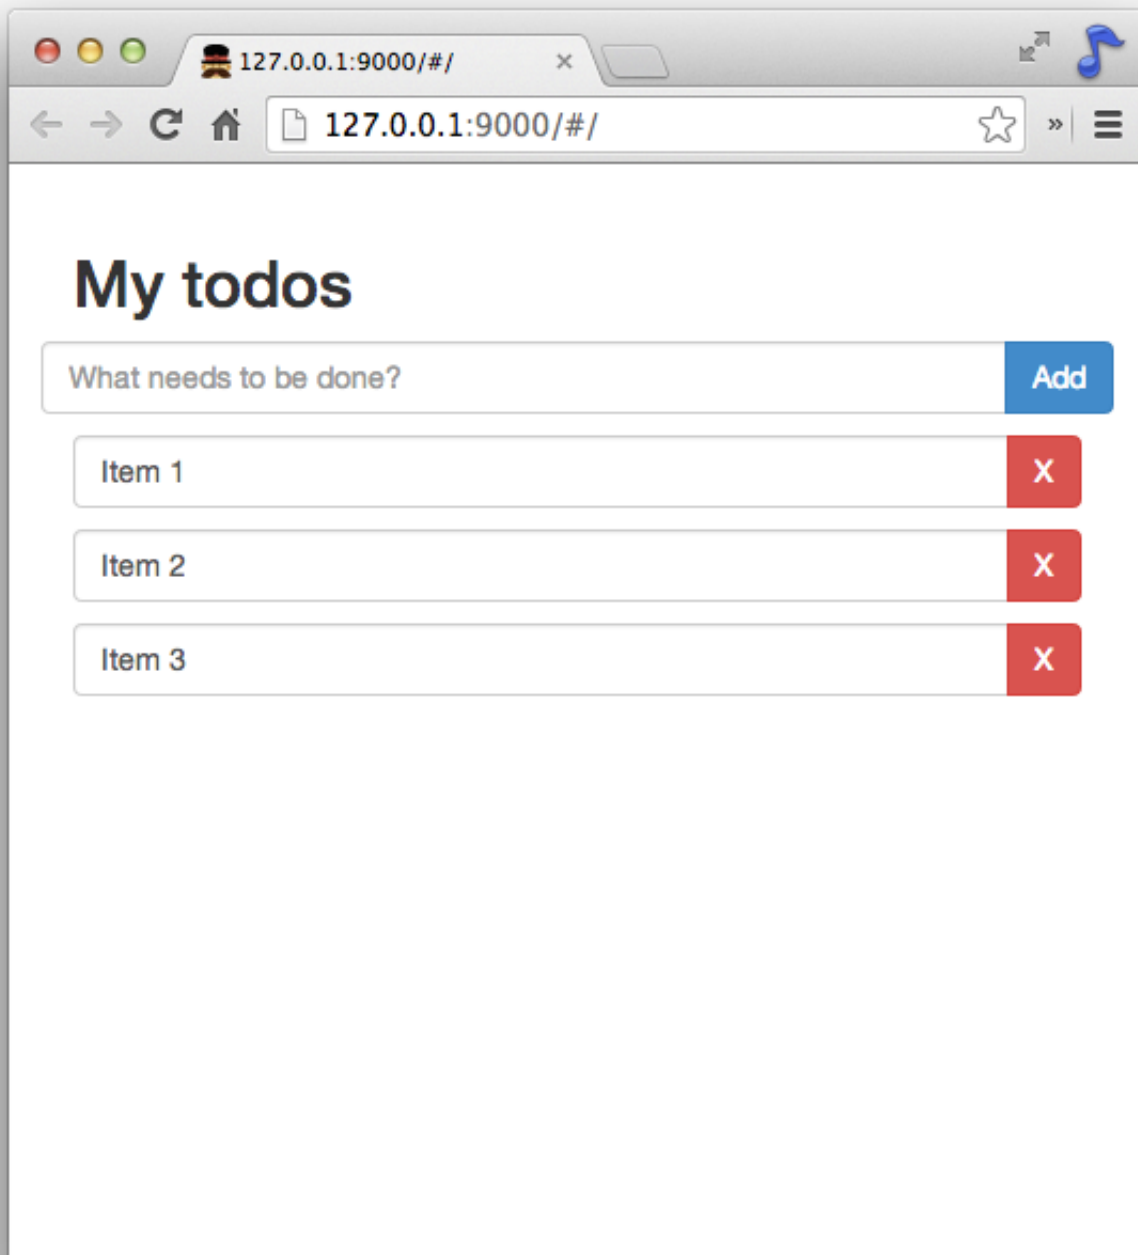 127.0.0.1:9000/#/
127.0.0.1:9000/#/
My todos
What needs to be done? Add
Item 1 X
Item 2 X
Item 3 X